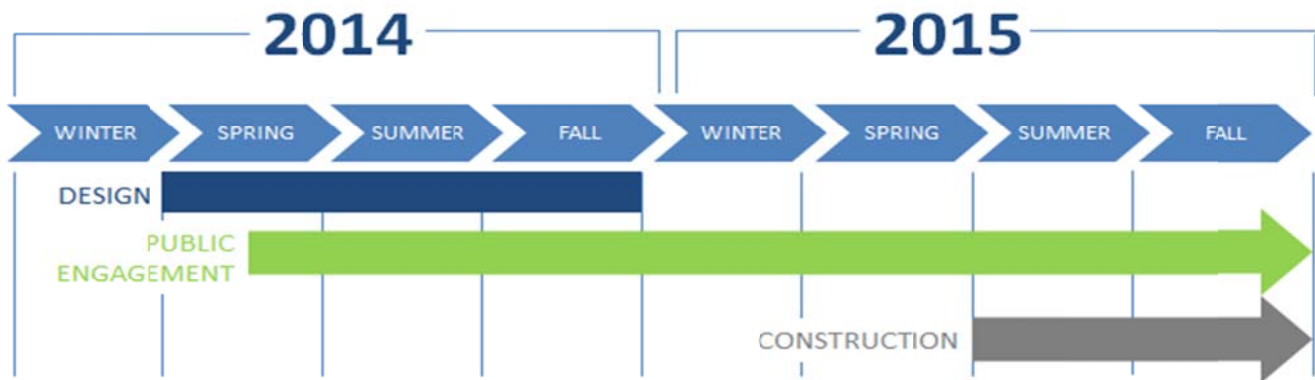 2014 2015
WINTER SPRING SUMMER FALL WINTER SPRING SUMMER FALL
DESIGN
PUBLIC
ENGAGEMENT
CONSTRUCTION